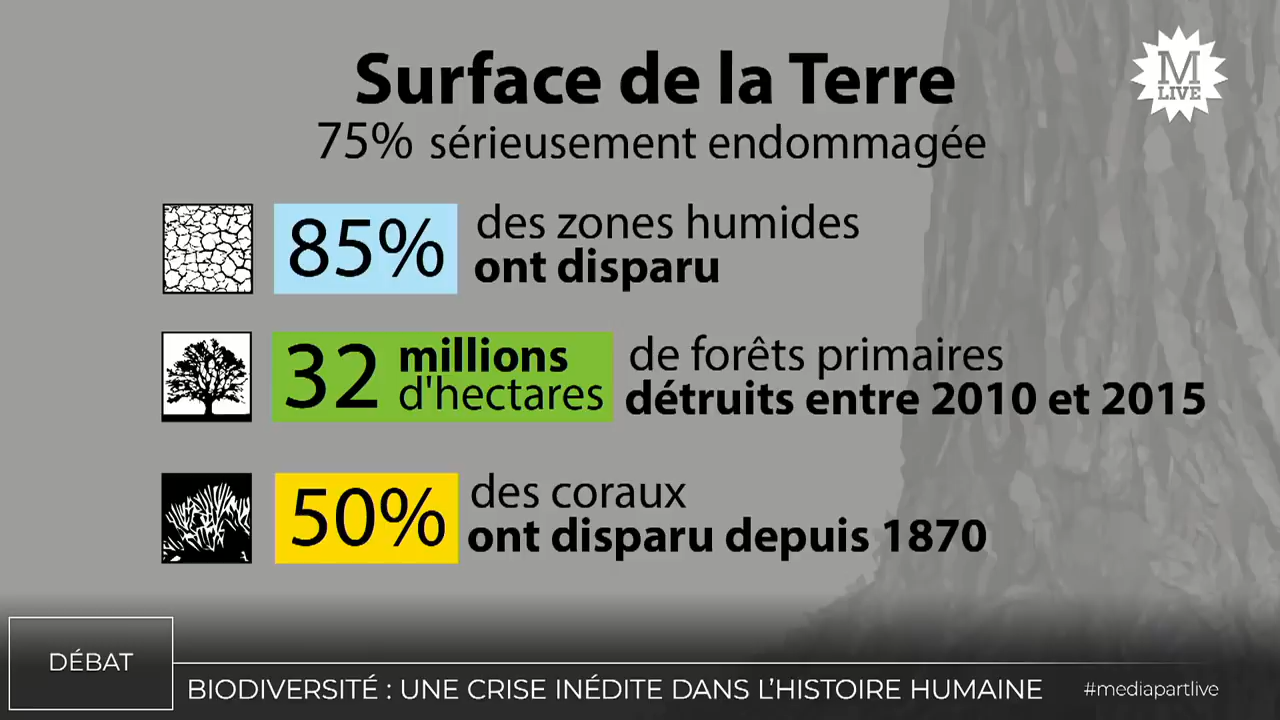 Surface de la Terre
75% sérieusement endommagée
M
LIVE
85%
des zones humides
ont disparu
32 millions
d'hectares
de forêts primaires
détruits entre 2010 et 2015
50%
des coraux
ont disparu depuis 1870
DÉBAT
BIODIVERSITÉ : UNE CRISE INÉDITE DANS L’HISTOIRE HUMAINE
#mediapartlive